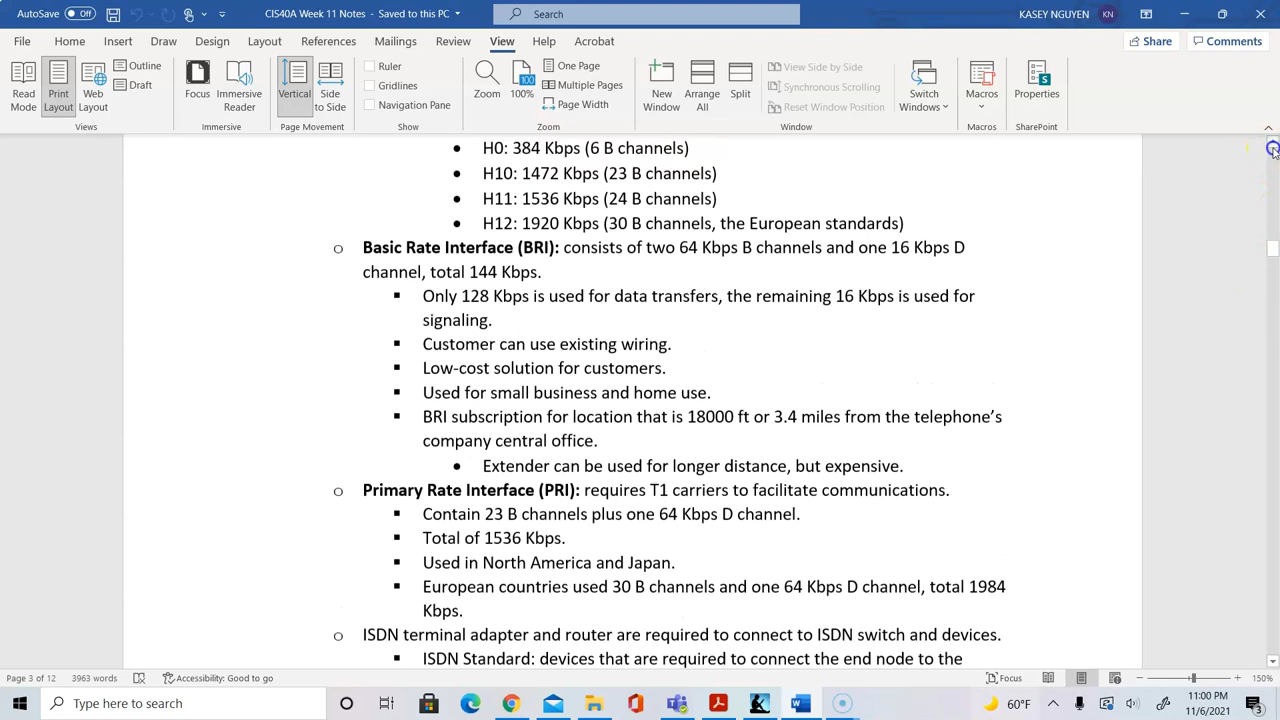 AutoSave Off CIS40A Week 11 Notes Search KASEY NGUYEN KN
File Home Insert Draw Design Layout References Mailings Review View Help Acrobat Share Comments
Read Mode Print Layout Web Layout Outline Draft Focus Immersive Reader Vertical Side to Side Ruler Gridlines Navigation Pane Zoom 100% One Page Multiple Pages Page Width New Window Arrange All Split View Side by Side Synchronous Scrolling Reset Window Position Switch Windows Macros Properties
Views Immersive Page Movement Show Zoom Window Macros SharePoint
• H0: 384 Kbps (6 B channels)
• H10: 1472 Kbps (23 B channels)
• H11: 1536 Kbps (24 B channels)
• H12: 1920 Kbps (30 B channels, the European standards)
o Basic Rate Interface (BRI): consists of two 64 Kbps B channels and one 16 Kbps D
channel, total 144 Kbps.
▪ Only 128 Kbps is used for data transfers, the remaining 16 Kbps is used for
signaling.
▪ Customer can use existing wiring.
▪ Low-cost solution for customers.
▪ Used for small business and home use.
▪ BRI subscription for location that is 18000 ft or 3.4 miles from the telephone's
company central office.
• Extender can be used for longer distance, but expensive.
o Primary Rate Interface (PRI): requires T1 carriers to facilitate communications.
▪ Contain 23 B channels plus one 64 Kbps D channel.
▪ Total of 1536 Kbps.
▪ Used in North America and Japan.
▪ European countries used 30 B channels and one 64 Kbps D channel, total 1984
Kbps.
o ISDN terminal adapter and router are required to connect to ISDN switch and devices.
▪ ISDN Standard: devices that are required to connect the end node to the
Page 3 of 12 3963 words Accessibility: Good to go Focus 150%
Type here to search 60°F 11:00 PM
11/6/2021 3